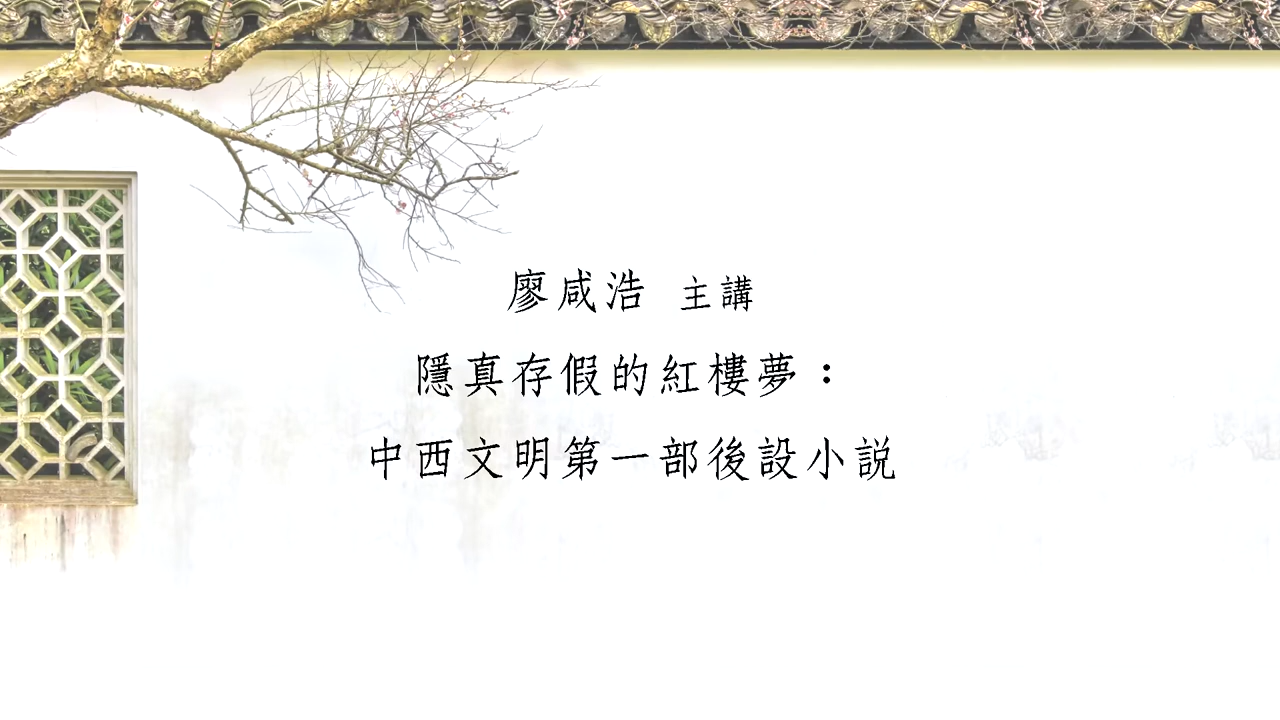 廖咸浩 主講
隱真存假的紅樓夢：
中西文明第一部後設小説